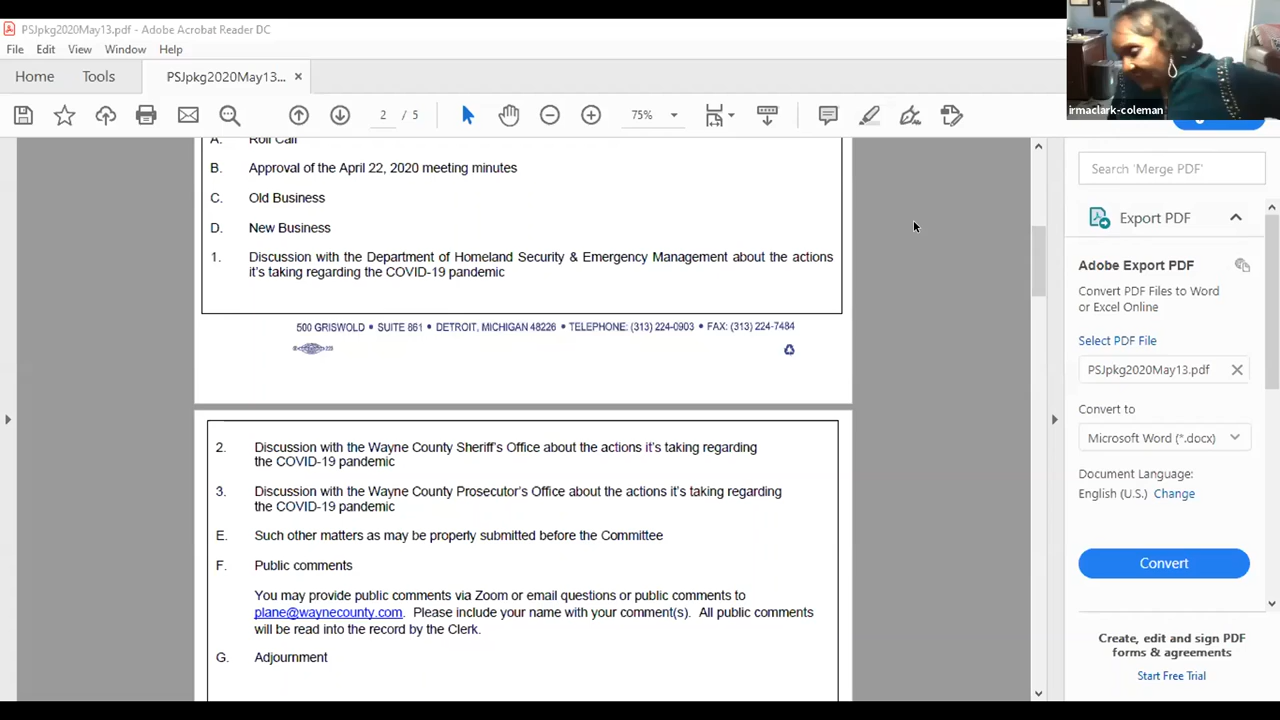 PSJpkg2020May13.pdf - Adobe Acrobat Reader DC
File Edit View Window Help
Home Tools PSJpkg2020May13... ×
2 / 5 75%
irmaclark-coleman
A. Roll Call
B. Approval of the April 22, 2020 meeting minutes
C. Old Business
D. New Business
1. Discussion with the Department of Homeland Security & Emergency Management about the actions
it's taking regarding the COVID-19 pandemic
500 GRISWOLD • SUITE 861 • DETROIT, MICHIGAN 48226 • TELEPHONE: (313) 224-0903 • FAX: (313) 224-7484
2. Discussion with the Wayne County Sheriff's Office about the actions it's taking regarding
the COVID-19 pandemic
3. Discussion with the Wayne County Prosecutor's Office about the actions it's taking regarding
the COVID-19 pandemic
E. Such other matters as may be properly submitted before the Committee
F. Public comments
You may provide public comments via Zoom or email questions or public comments to
plane@waynecounty.com. Please include your name with your comment(s). All public comments
will be read into the record by the Clerk.
G. Adjournment
Search 'Merge PDF'
Export PDF
Adobe Export PDF
Convert PDF Files to Word
or Excel Online
Select PDF File
PSJpkg2020May13.pdf
Convert to
Microsoft Word (*.docx)
Document Language:
English (U.S.) Change
Convert
Create, edit and sign PDF
forms & agreements
Start Free Trial